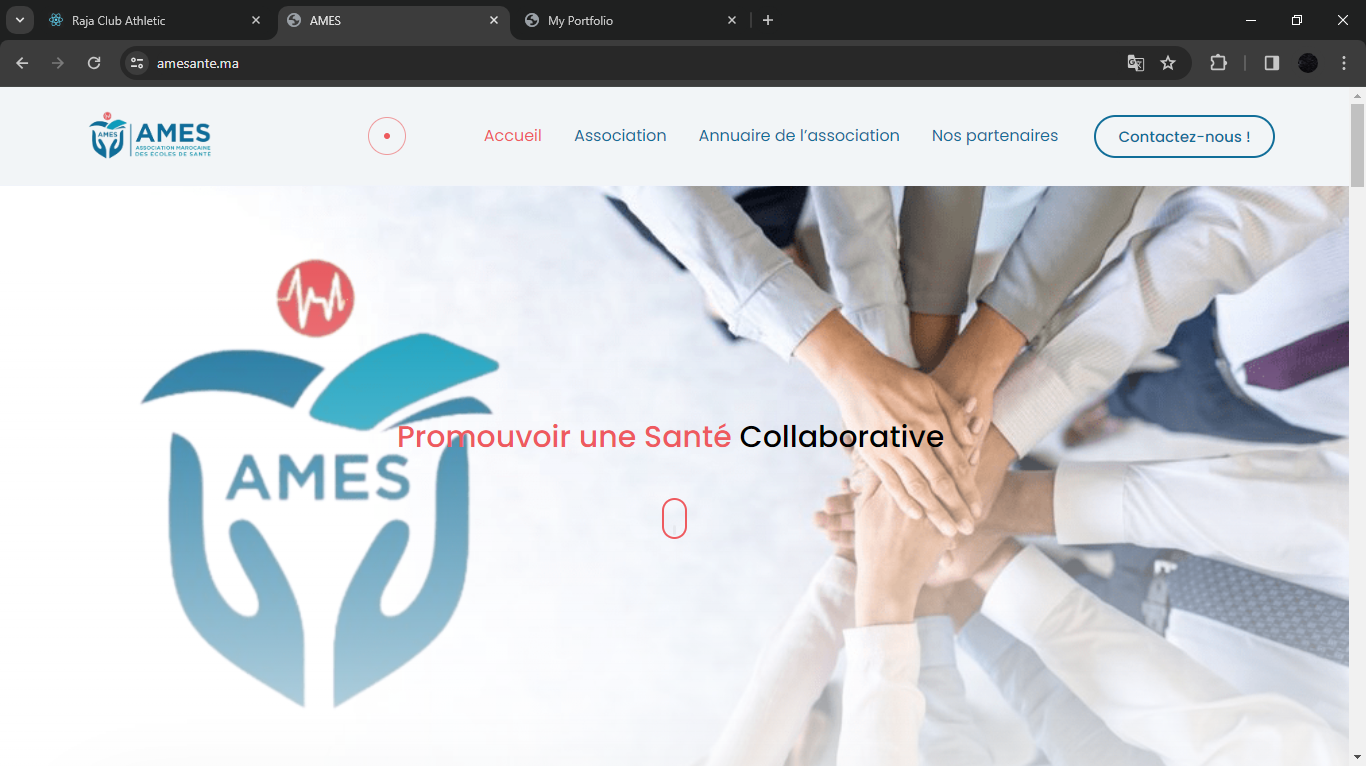 Raja Club Athletic
AMES
My Portfolio
amesante.ma
AMES
AMES
ASSOCIATION MAROCAINE
DES ÉCOLES DE SANTÉ
Accueil
Association
Annuaire de l’association
Nos partenaires
Contactez-nous !
Promouvoir une Santé Collaborative
AMES